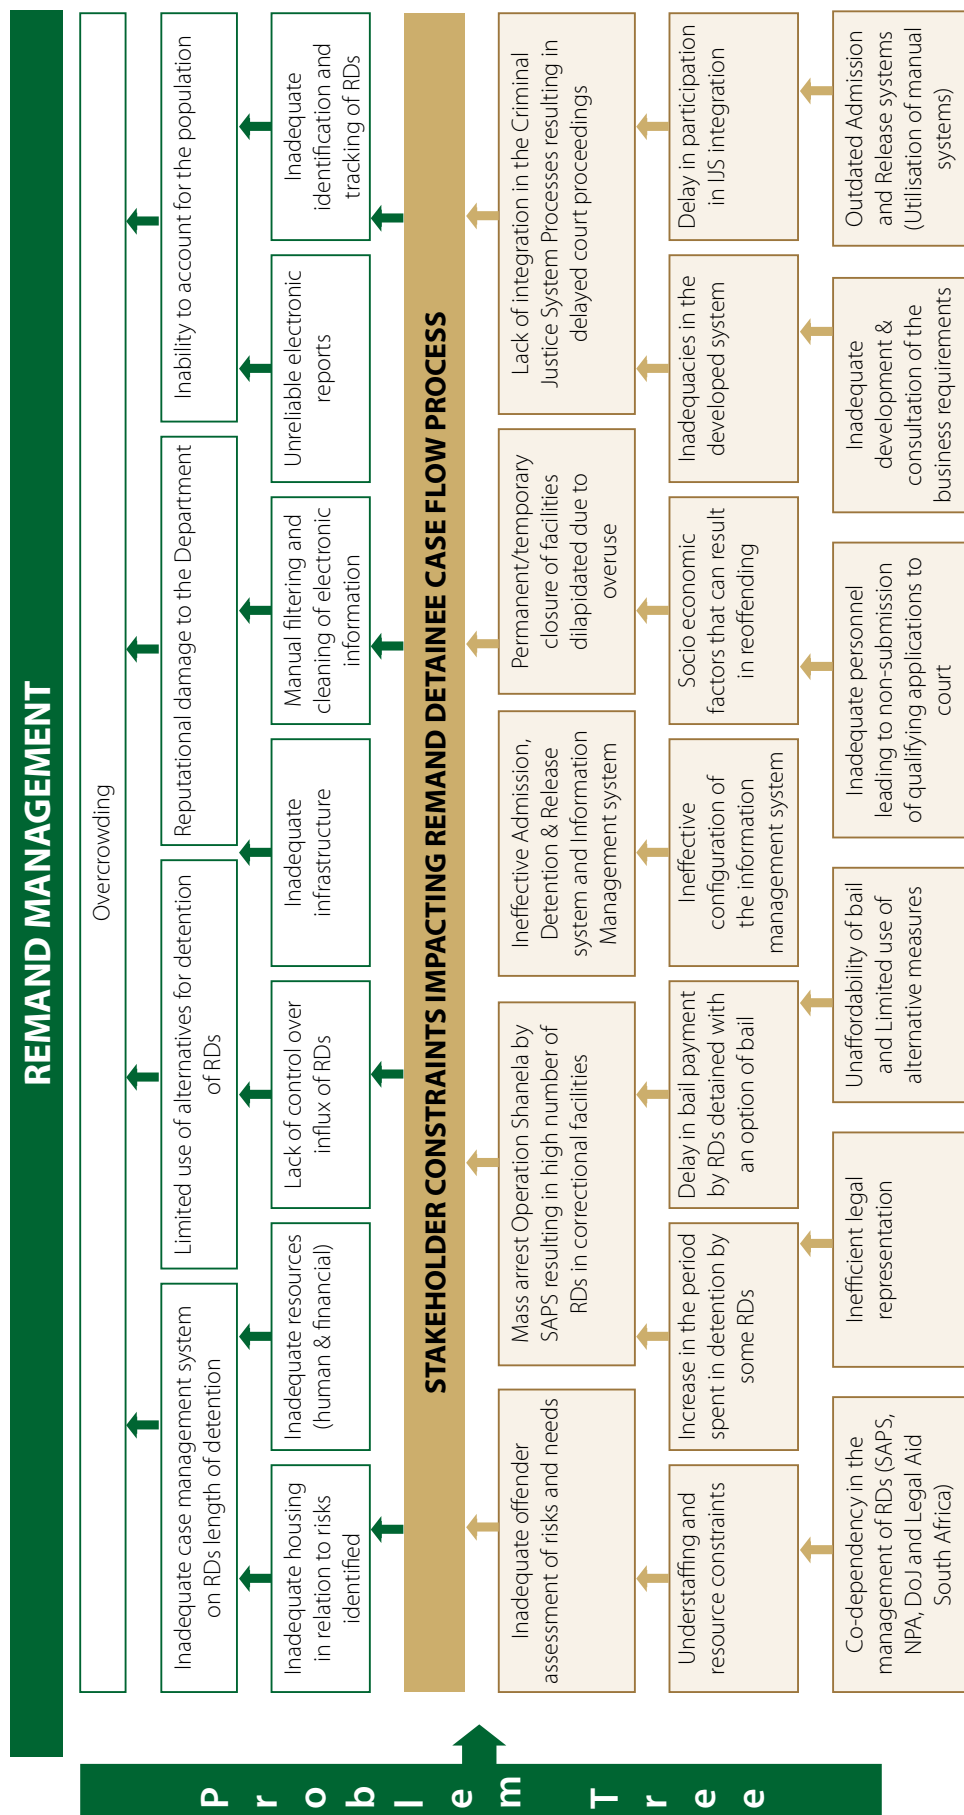 REMAND MANAGEMENT
Problem Tree
Overcrowding
Inadequate case management system
on RDs length of detention
Limited use of alternatives for detention
of RDs
Reputational damage to the Department
Inability to account for the population
Inadequate housing
in relation to risks
identified
Inadequate resources
(human & financial)
Lack of control over
influx of RDs
Inadequate
infrastructure
Manual filtering and
cleaning of electronic
information
Unreliable electronic
reports
Inadequate
identification and
tracking of RDs
STAKEHOLDER CONSTRAINTS IMPACTING REMAND DETAINEE CASE FLOW PROCESS
Inadequate offender
assessment of risks and needs
Mass arrest Operation Shanela by
SAPS resulting in high number of
RDs in correctional facilities
Ineffective Admission,
Detention & Release
system and Information
Management system
Permanent/temporary
closure of facilities
dilapidated due to
overuse
Lack of integration in the Criminal
Justice System Processes resulting in
delayed court proceedings
Understaffing and
resource constraints
Increase in the period
spent in detention by
some RDs
Delay in bail payment
by RDs detained with
an option of bail
Ineffective
configuration of
the information
management system
Socio economic
factors that can result
in reoffending
Inadequacies in the
developed system
Delay in participation
in IJS integration
Co-dependency in the
management of RDs (SAPS,
NPA, DoJ and Legal Aid
South Africa)
Inefficient legal
representation
Unaffordability of bail
and Limited use of
alternative measures
Inadequate personnel
leading to non-submission
of qualifying applications to
court
Inadequate
development &
consultation of the
business requirements
Outdated Admission
and Release systems
(Utilisation of manual
systems)